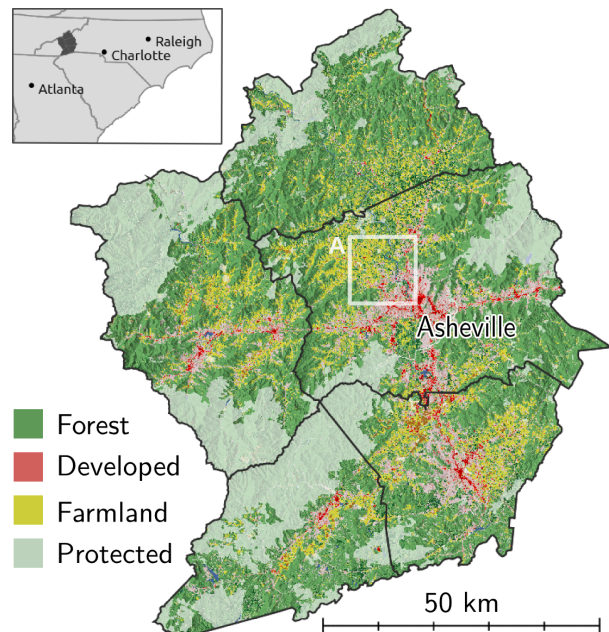 Raleigh
Charlotte
Atlanta
A
Asheville
Forest
Developed
Farmland
Protected
50 km